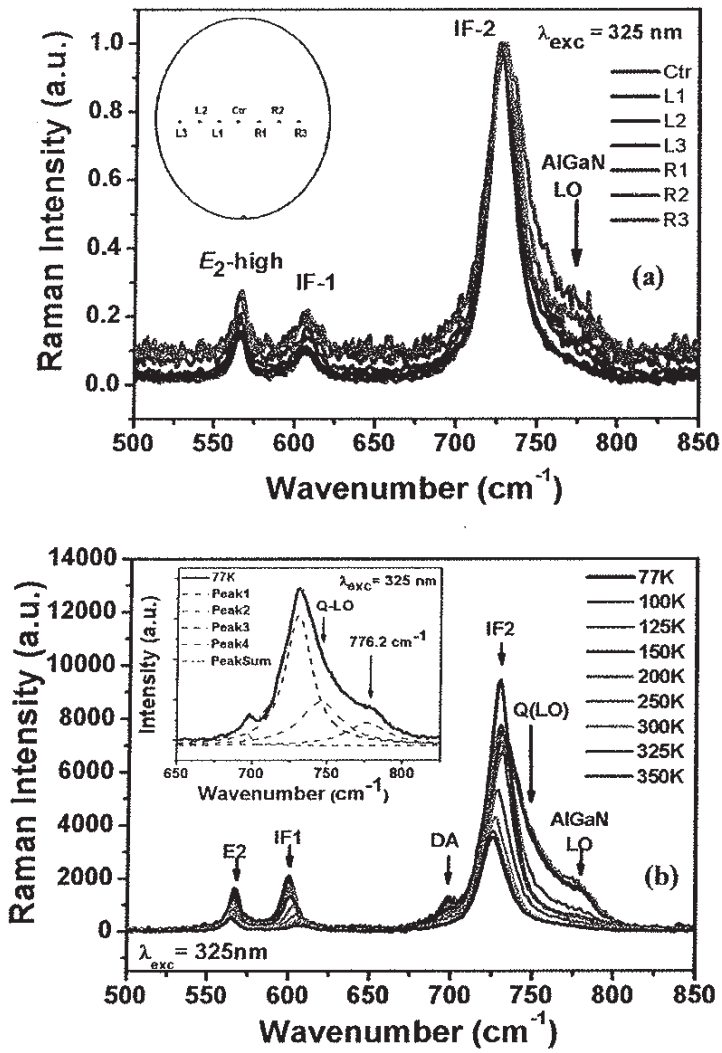 IF-2
λexc = 325 nm
Ctr
L1
L2
L3
R1
R2
R3
L2 Ctr R2
L3 L1 R1 R3
AlGaN
LO
E2-high
IF-1
(a)
Raman Intensity (a.u.)
1.0
0.8
0.6
0.4
0.2
0.0
500 550 600 650 700 750 800 850
Wavenumber (cm-1)
14000
12000
10000
8000
6000
4000
2000
0
Raman Intensity (a.u.)
77K
Peak1
Peak2
Peak3
Peak4
PeakSum
λexc= 325 nm
Q-LO
776.2 cm-1
Intensity (a.u.)
650 700 750 800
Wavenumber (cm-1)
77K
100K
125K
150K
200K
250K
300K
325K
350K
IF2
Q(LO)
AlGaN
LO
DA
E2
IF1
(b)
λexc= 325nm
500 550 600 650 700 750 800 850
Wavenumber (cm-1)